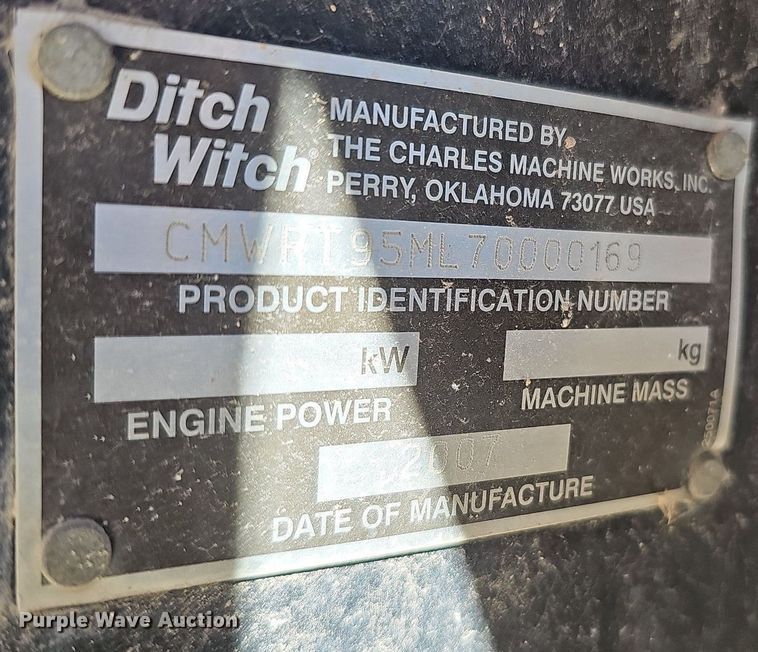 Ditch Witch®
MANUFACTURED BY
THE CHARLES MACHINE WORKS, INC.
PERRY, OKLAHOMA 73077 USA
CMWRT95ML70000169
PRODUCT IDENTIFICATION NUMBER
kW
ENGINE POWER
kg
MACHINE MASS
2007
DATE OF MANUFACTURE
Purple Wave Auction